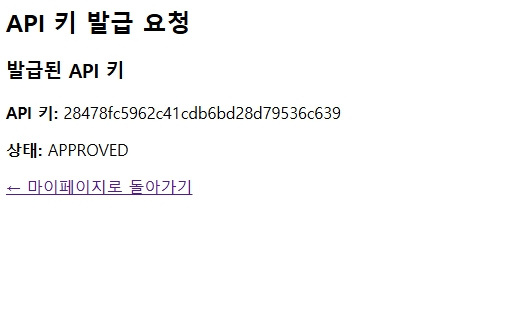 API 키 발급 요청
발급된 API 키
API 키: 28478fc5962c41cdb6bd28d79536c639
상태: APPROVED
← 마이페이지로 돌아가기